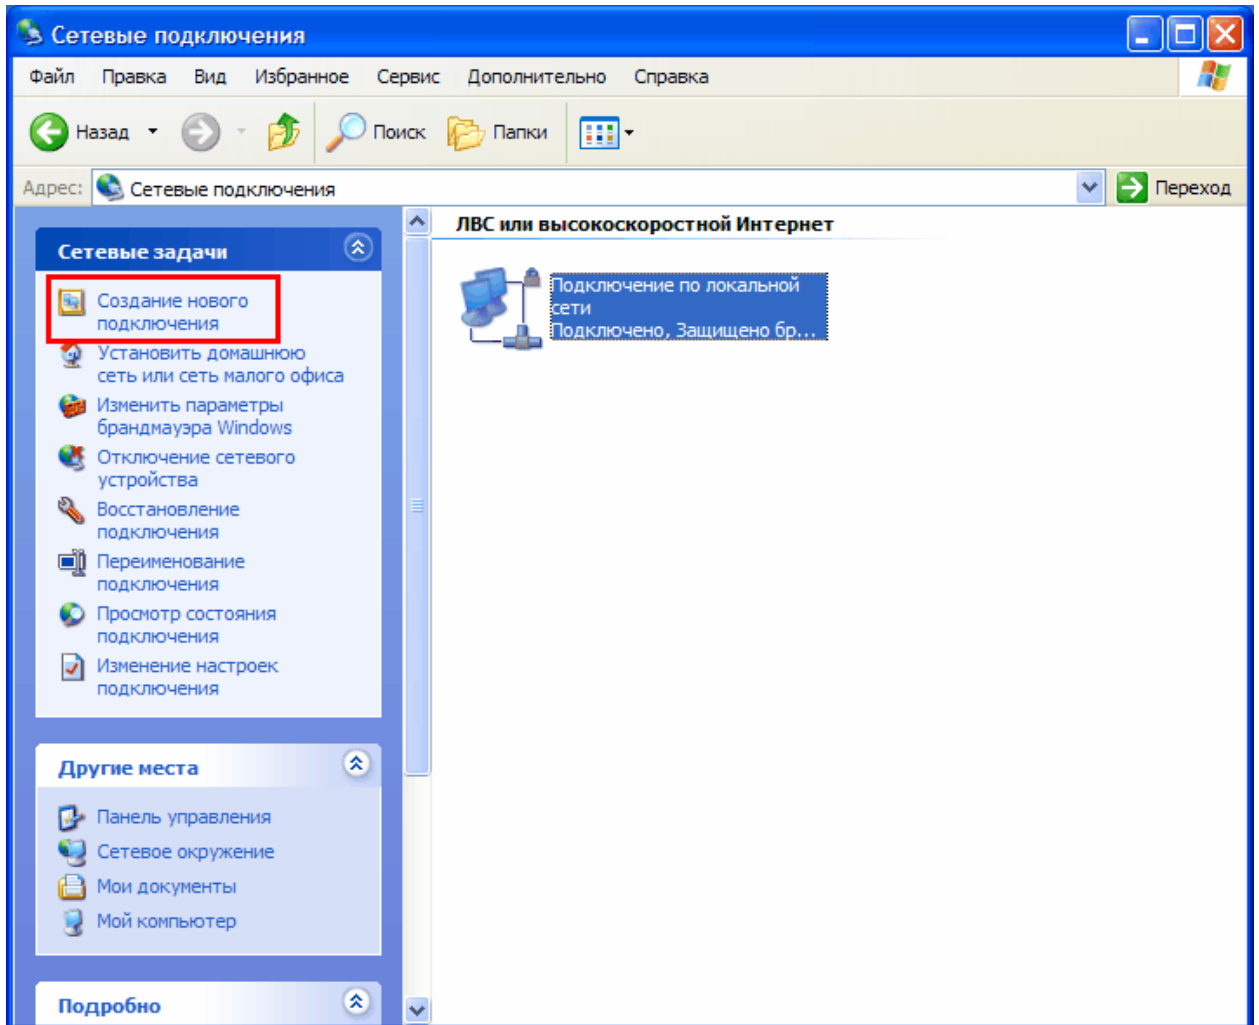 Сетевые подключения
Файл Правка Вид Избранное Сервис Дополнительно Справка
Назад Поиск Папки
Адрес: Сетевые подключения Переход
Сетевые задачи
Создание нового
подключения
Установить домашнюю
сеть или сеть малого офиса
Изменить параметры
брандмауэра Windows
Отключение сетевого
устройства
Восстановление
подключения
Переименование
подключения
Просмотр состояния
подключения
Изменение настроек
подключения
Другие места
Панель управления
Сетевое окружение
Мои документы
Мой компьютер
Подробно
ЛВС или высокоскоростной Интернет
Подключение по локальной
сети
Подключено, Защищено бр...